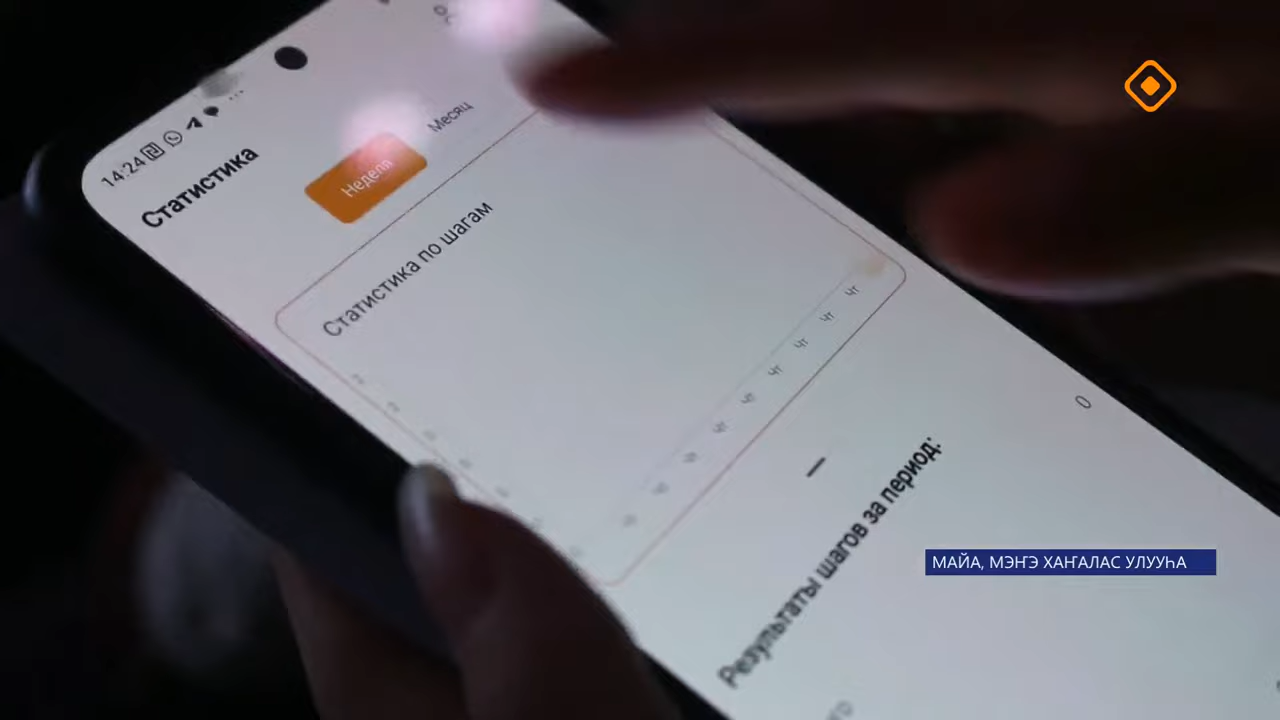 14:24
Статистика
Неделя
Месяц
Статистика по шагам
Чт
Чт
Чт
Чт
Чт
Чт
Результаты шагов за период:
0
МАЙА, МЭҤЭ ХАҤАЛАС УЛУУҺА